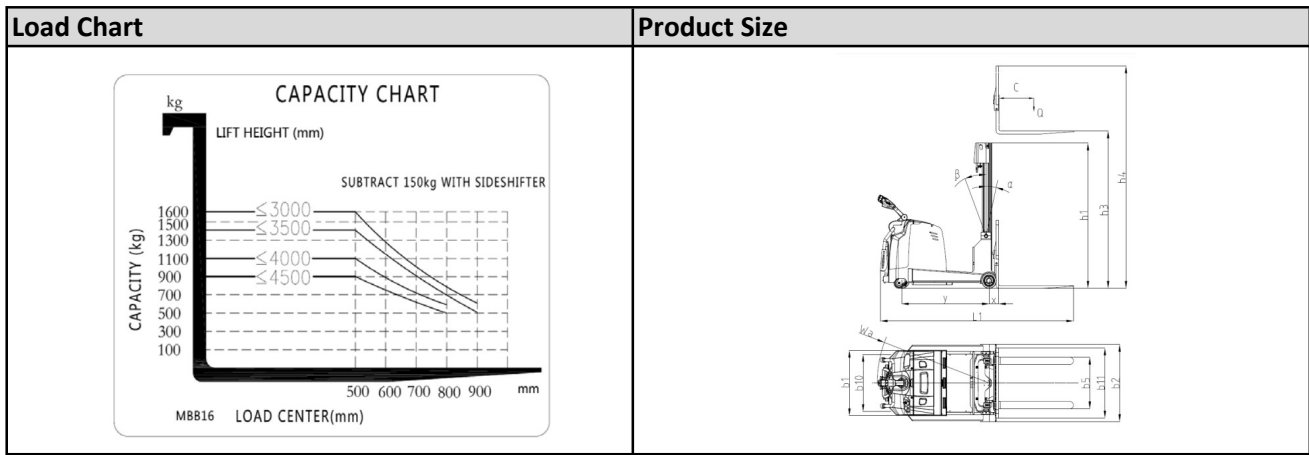 Load Chart
Product Size
CAPACITY CHART
kg
LIFT HEIGHT (mm)
SUBTRACT 150kg WITH SIDESHIFTER
CAPACITY (kg)
1600
1500
1300
1100
900
700
500
300
100
≤3000
≤3500
≤4000
≤4500
500 600 700 800 900 mm
MBB16 LOAD CENTER(mm)
C
Q
β
α
h1
h3
h4
y
x
L1
Wa
b1
b10
b5
b11
b2